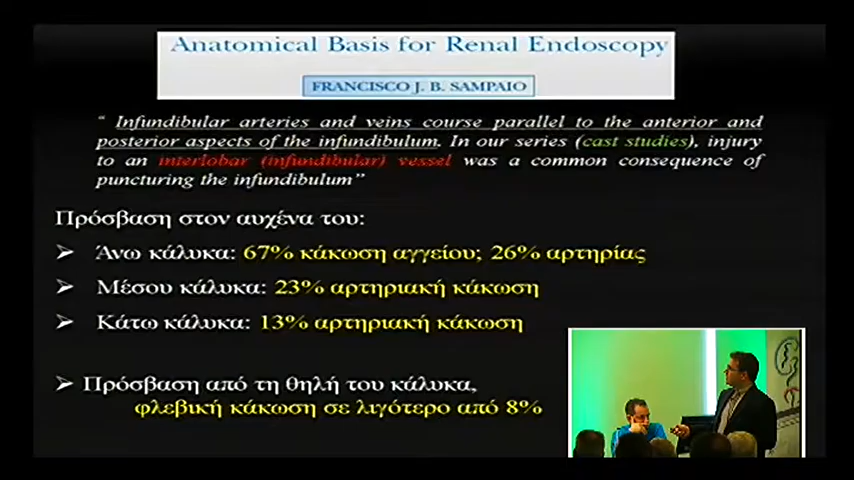 Anatomical Basis for Renal Endoscopy
FRANCISCO J. B. SAMPAIO
“ Infundibular arteries and veins course parallel to the anterior and
posterior aspects of the infundibulum. In our series (cast studies), injury
to an interlobar (infundibular) vessel was a common consequence of
puncturing the infundibulum”
Πρόσβαση στον αυχένα του:
➢ Άνω κάλυκα: 67% κάκωση αγγείου; 26% αρτηρίας
➢ Μέσου κάλυκα: 23% αρτηριακή κάκωση
➢ Κάτω κάλυκα: 13% αρτηριακή κάκωση
➢ Πρόσβαση από τη θηλή του κάλυκα,
φλεβική κάκωση σε λιγότερο από 8%